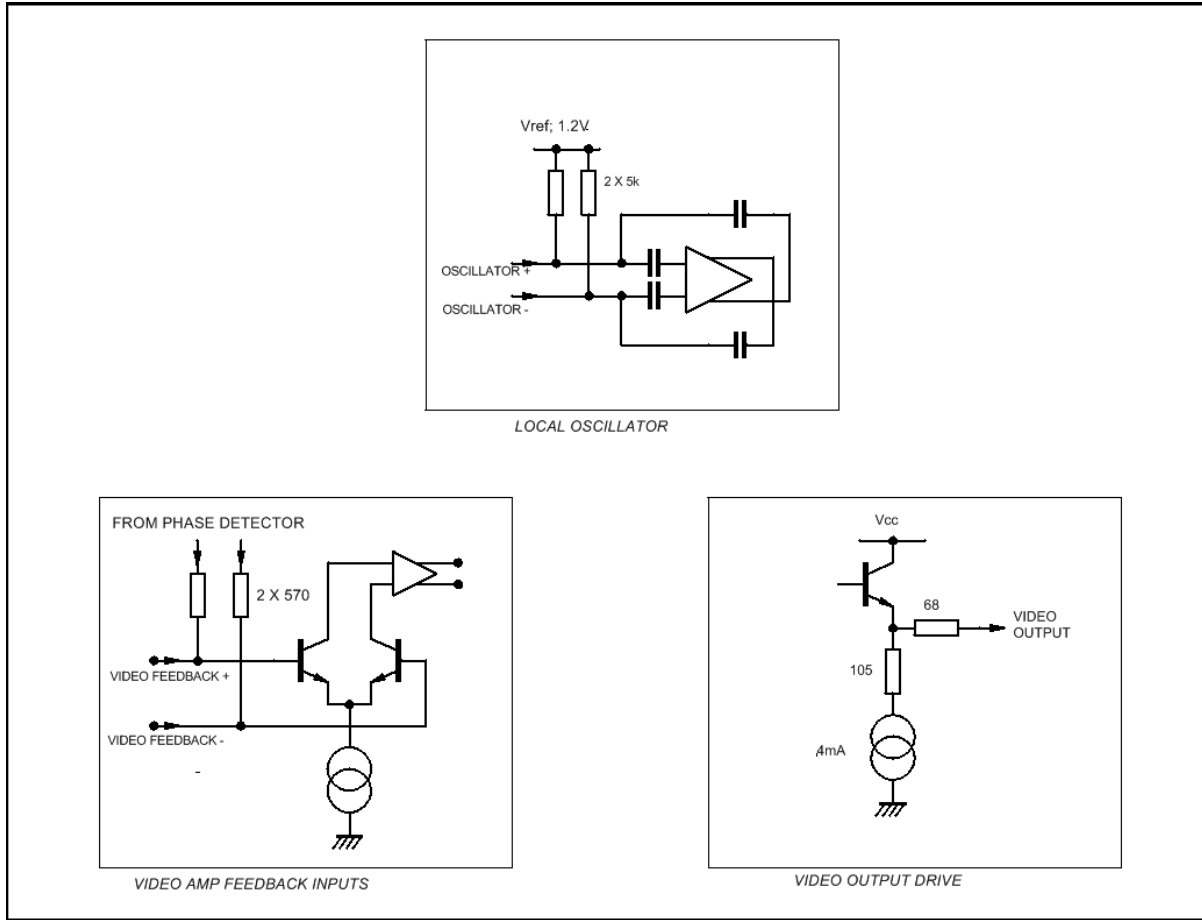 Vref; 1.2V
2 X 5k
OSCILLATOR +
OSCILLATOR -
LOCAL OSCILLATOR
FROM PHASE DETECTOR
2 X 570
VIDEO FEEDBACK +
VIDEO FEEDBACK -
-
VIDEO AMP FEEDBACK INPUTS
Vcc
68
VIDEO
OUTPUT
105
4mA
VIDEO OUTPUT DRIVE